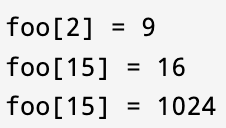 foo[2] = 9
foo[15] = 16
foo[15] = 1024